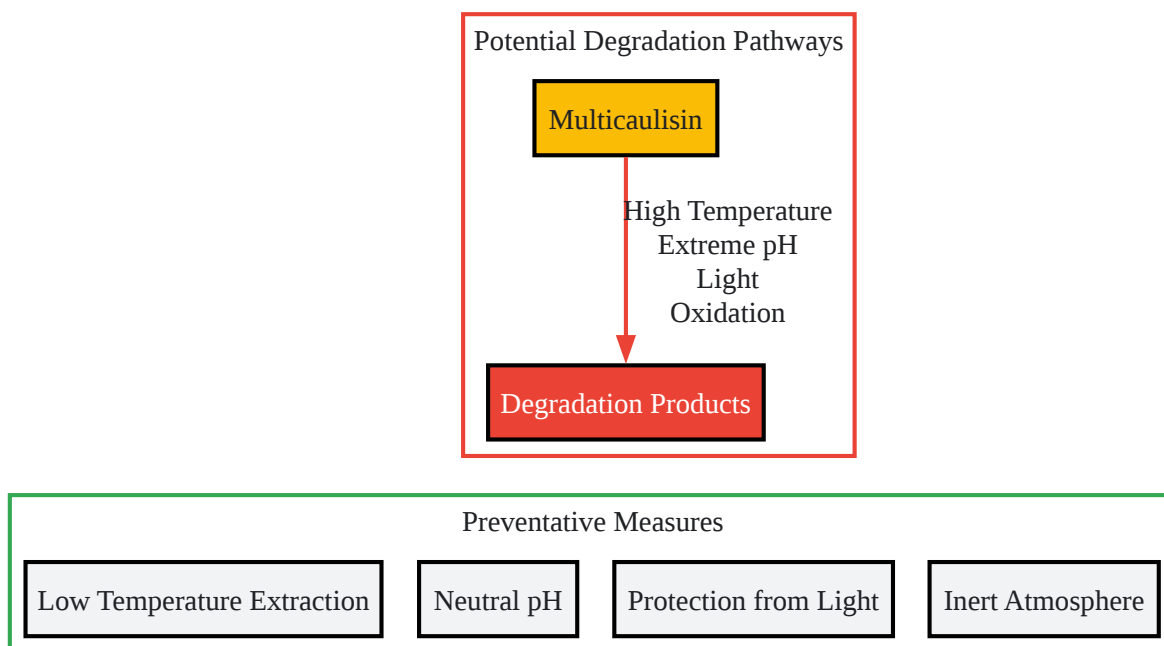 Potential Degradation Pathways
Multicaulisin
High Temperature
Extreme pH
Light
Oxidation
Degradation Products
Preventative Measures
Low Temperature Extraction
Neutral pH
Protection from Light
Inert Atmosphere